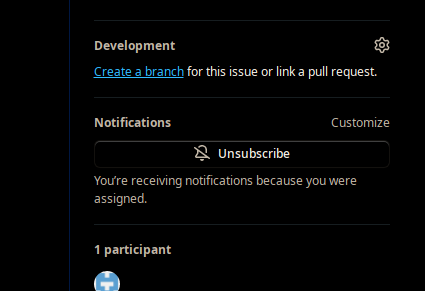 Development
Create a branch for this issue or link a pull request.
Notifications
Customize
Unsubscribe
You’re receiving notifications because you were
assigned.
1 participant